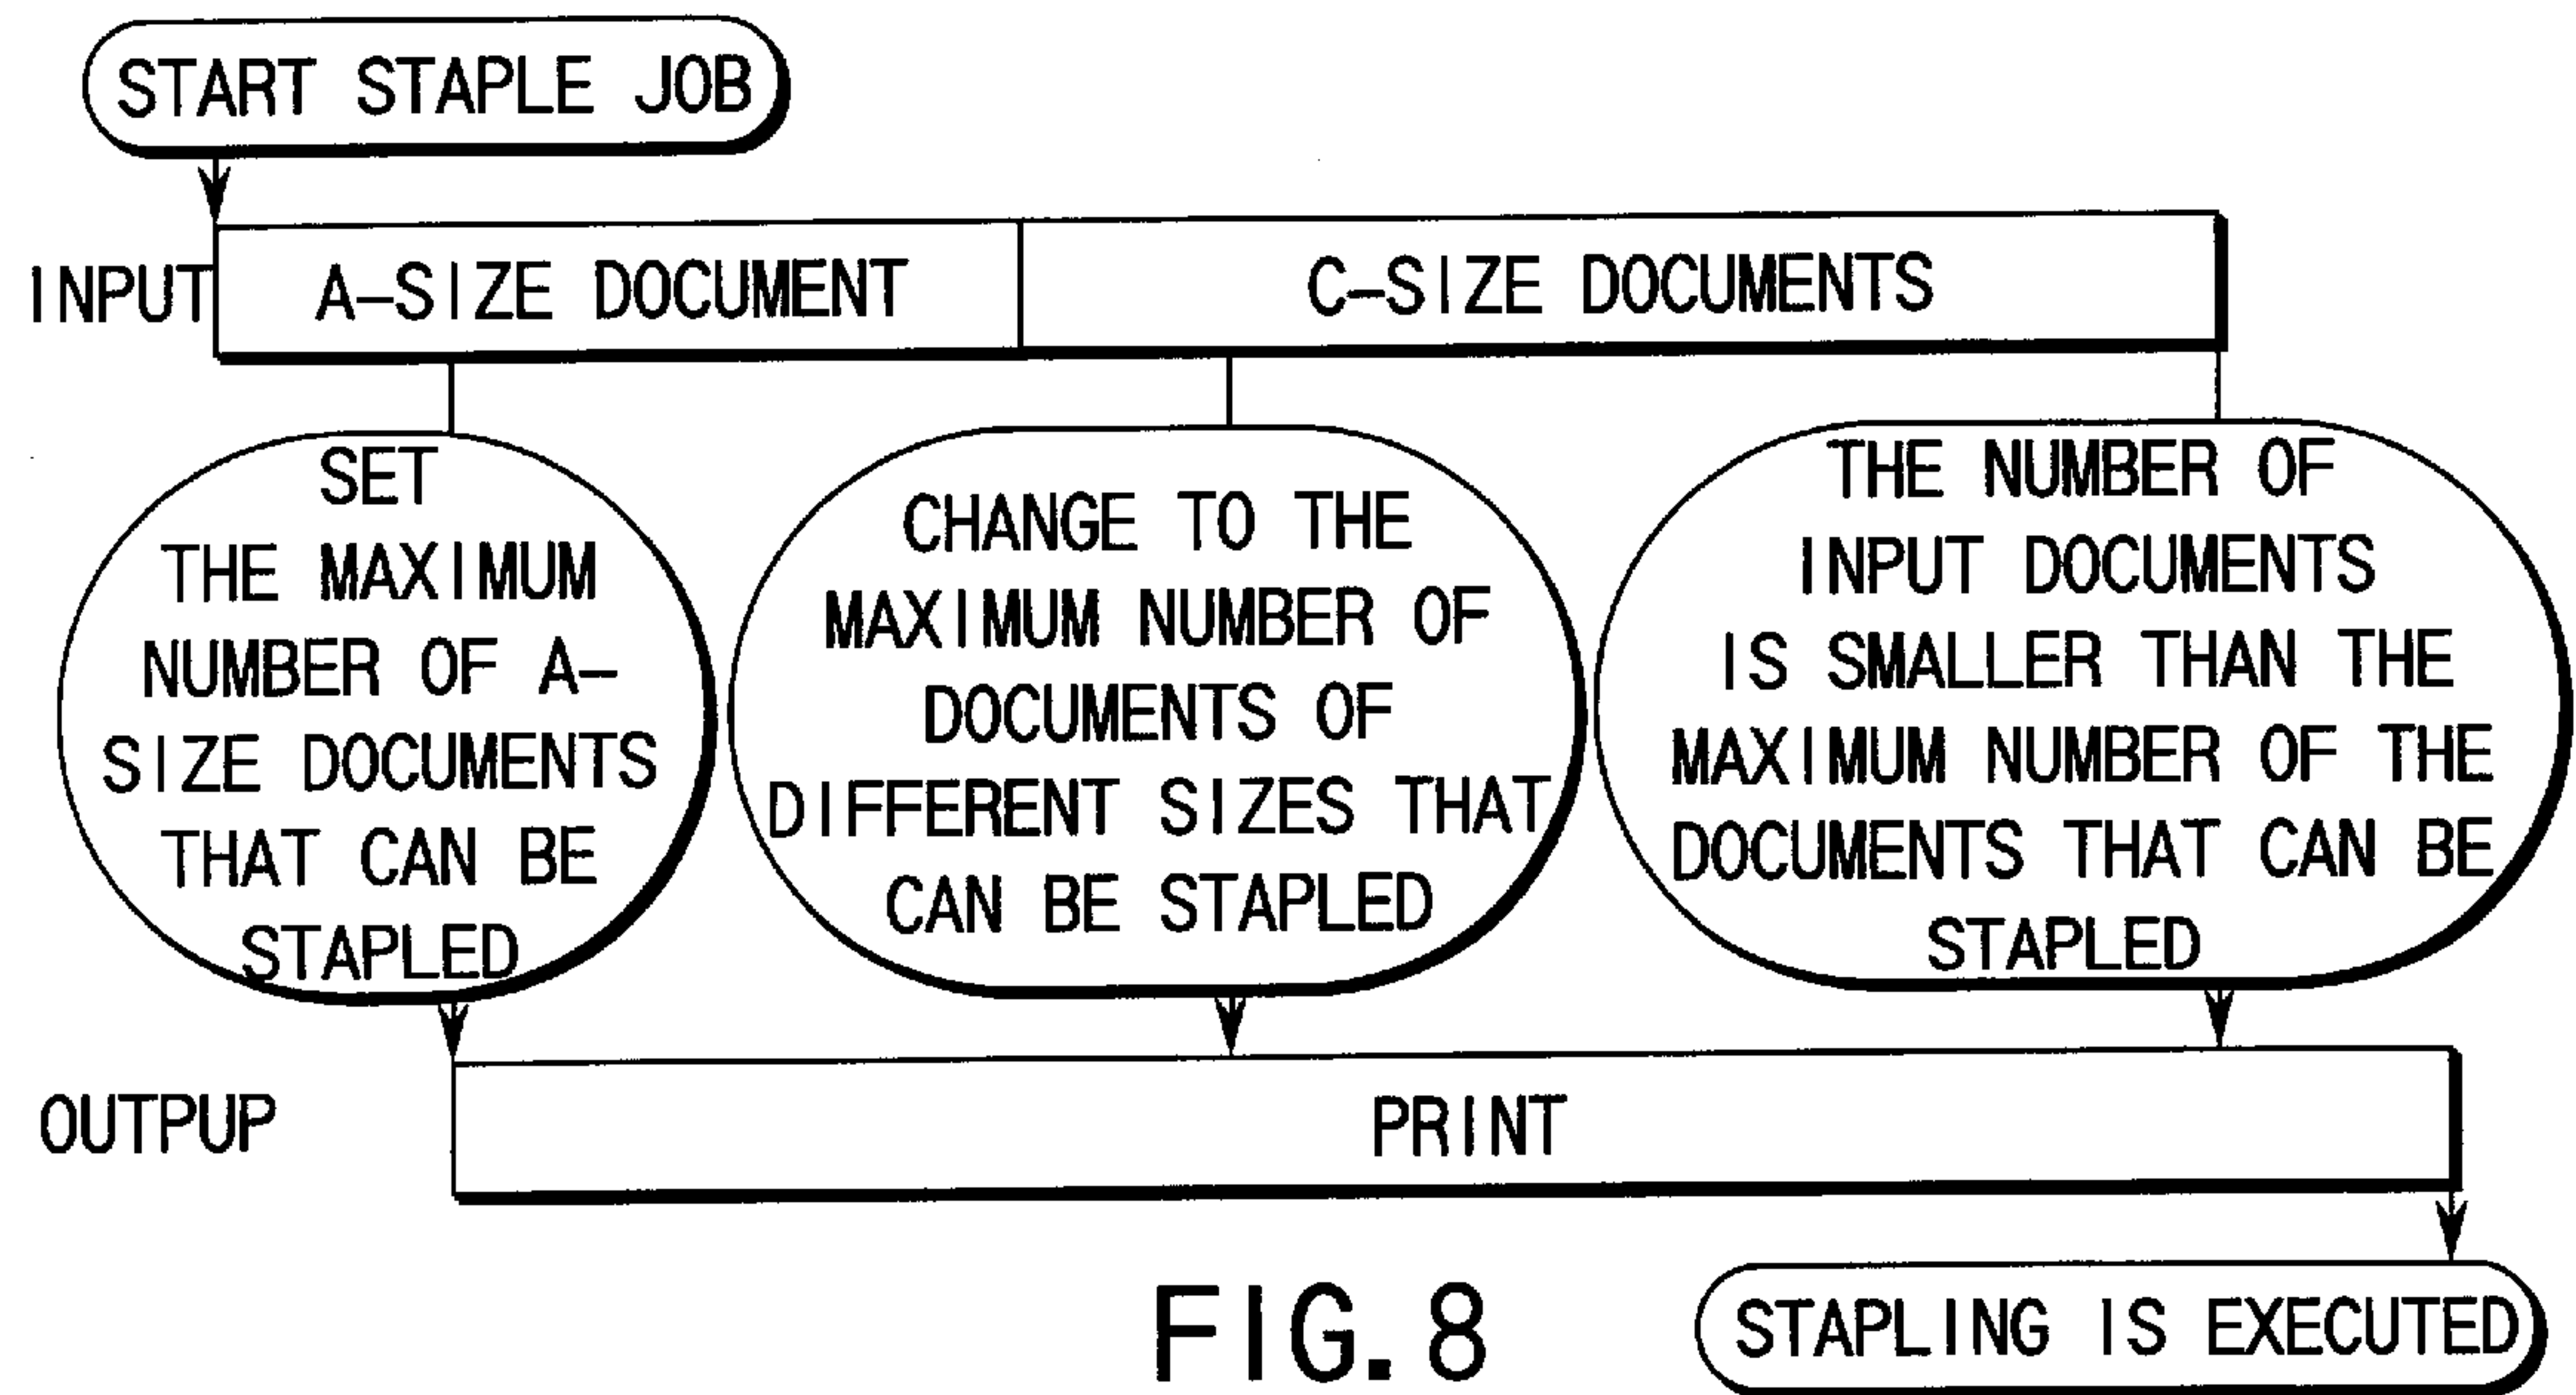 START STAPLE JOB
INPUT
A-SIZE DOCUMENT
C-SIZE DOCUMENTS
SET
THE MAXIMUM
NUMBER OF A-
SIZE DOCUMENTS
THAT CAN BE
STAPLED
CHANGE TO THE
MAXIMUM NUMBER OF
DOCUMENTS OF
DIFFERENT SIZES THAT
CAN BE STAPLED
THE NUMBER OF
INPUT DOCUMENTS
IS SMALLER THAN THE
MAXIMUM NUMBER OF THE
DOCUMENTS THAT CAN BE
STAPLED
OUTPUP
PRINT
STAPLING IS EXECUTED
FIG. 8